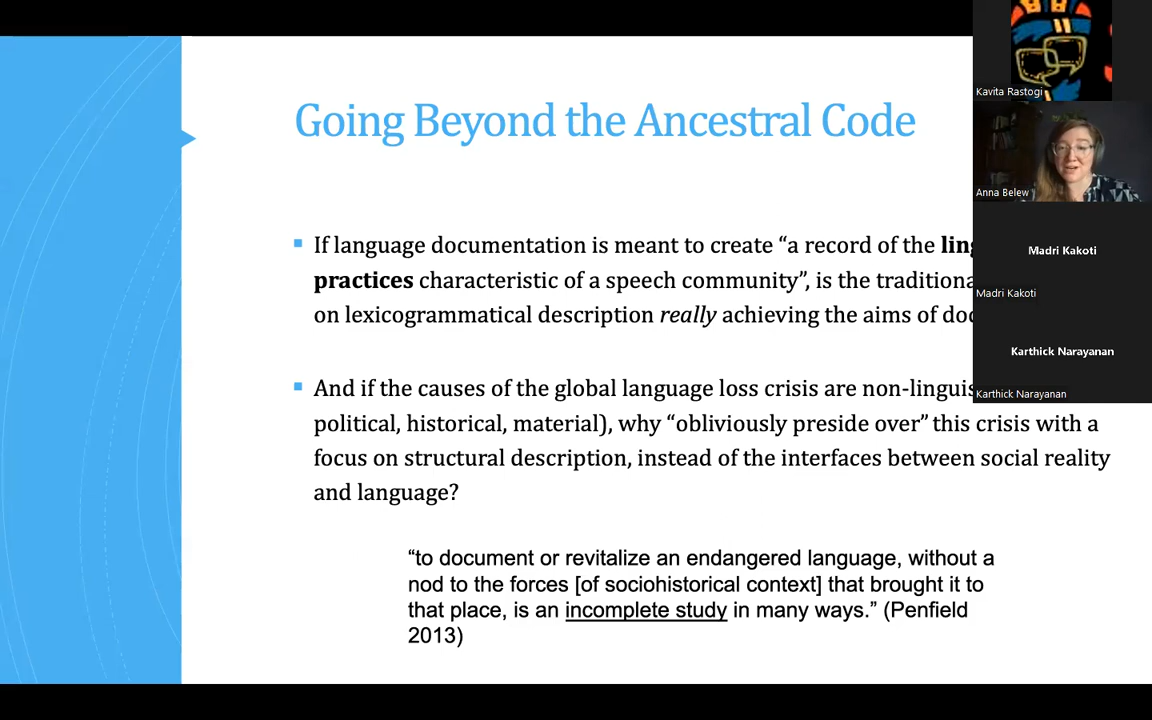 Going Beyond the Ancestral Code
If language documentation is meant to create “a record of the
practices characteristic of a speech community”, is the
on lexicogrammatical description really achieving the aims of
And if the causes of the global language loss crisis are
political, historical, material), why “obliviously preside over” this crisis with a
focus on structural description, instead of the interfaces between social reality
and language?
“to document or revitalize an endangered language, without a
nod to the forces [of sociohistorical context] that brought it to
that place, is an incomplete study in many ways.” (Penfield
2013)
Kavita Rastogi
Anna Belew
Madri Kakoti
Madri Kakoti
Karthick Narayanan
Karthick Narayanan